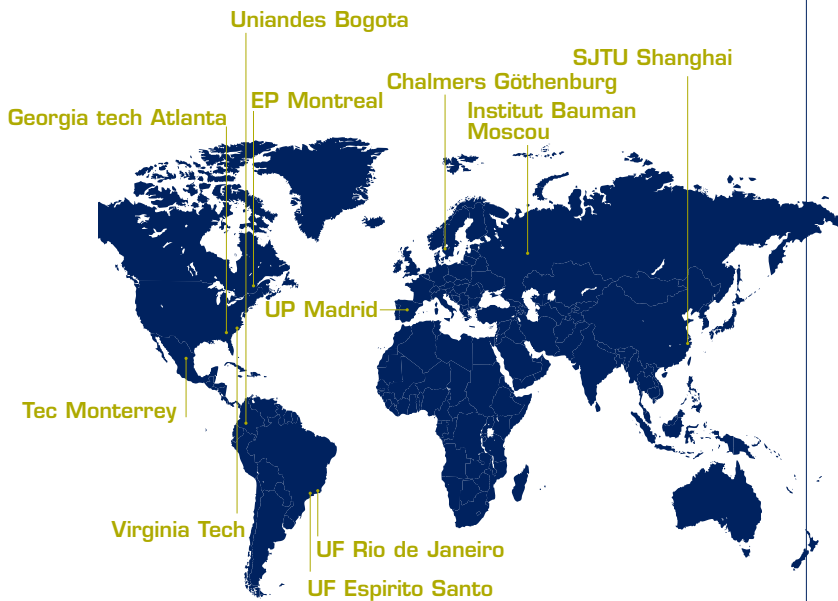 Uniandes Bogota
SJTU Shanghai
Chalmers Göthenburg
EP Montreal
Institut Bauman
Moscou
Georgia tech Atlanta
UP Madrid
Tec Monterrey
Virginia Tech
UF Rio de Janeiro
UF Espirito Santo